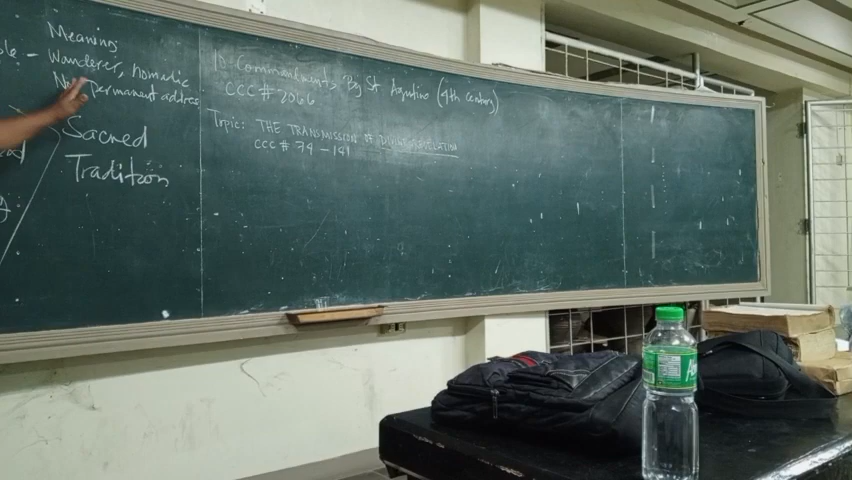 Meaning
- Wanderer, nomadic
No permanent address
Sacred
Tradition
10 Commandments By St Agustine (4th century)
CCC # 2066
Topic: THE TRANSMISSION OF DIVINE REVELATION
CCC # 74 - 141